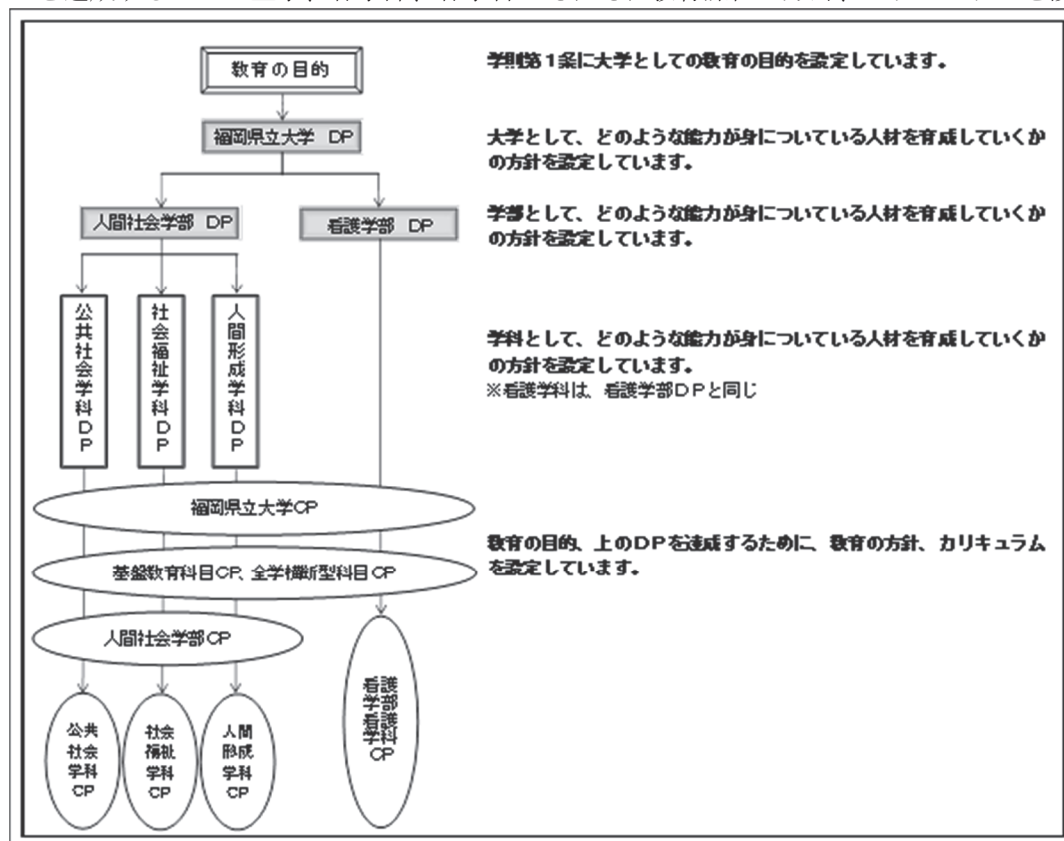 教育の目的
学則第1条に大学としての教育の目的を設定しています。
福岡県立大学 DP
大学として、どのような能力が身についている人材を育成していくか
の方針を設定しています。
人間社会学部 DP
看護学部 DP
学部として、どのような能力が身についている人材を育成していくか
の方針を設定しています。
公共社会学科DP
社会福祉学科DP
人間形成学科DP
学科として、どのような能力が身についている人材を育成していくか
の方針を設定しています。
※看護学科は、看護学部DPと同じ
福岡県立大学CP
基盤教育科目CP、全学横断型科目CP
教育の目的、上のDPを達成するために、教育の方針、カリキュラム
を設定しています。
人間社会学部CP
公共
社会
学科
CP
社会
福祉
学科
CP
人間
形成
学科
CP
看護
学部
看護
学科
CP